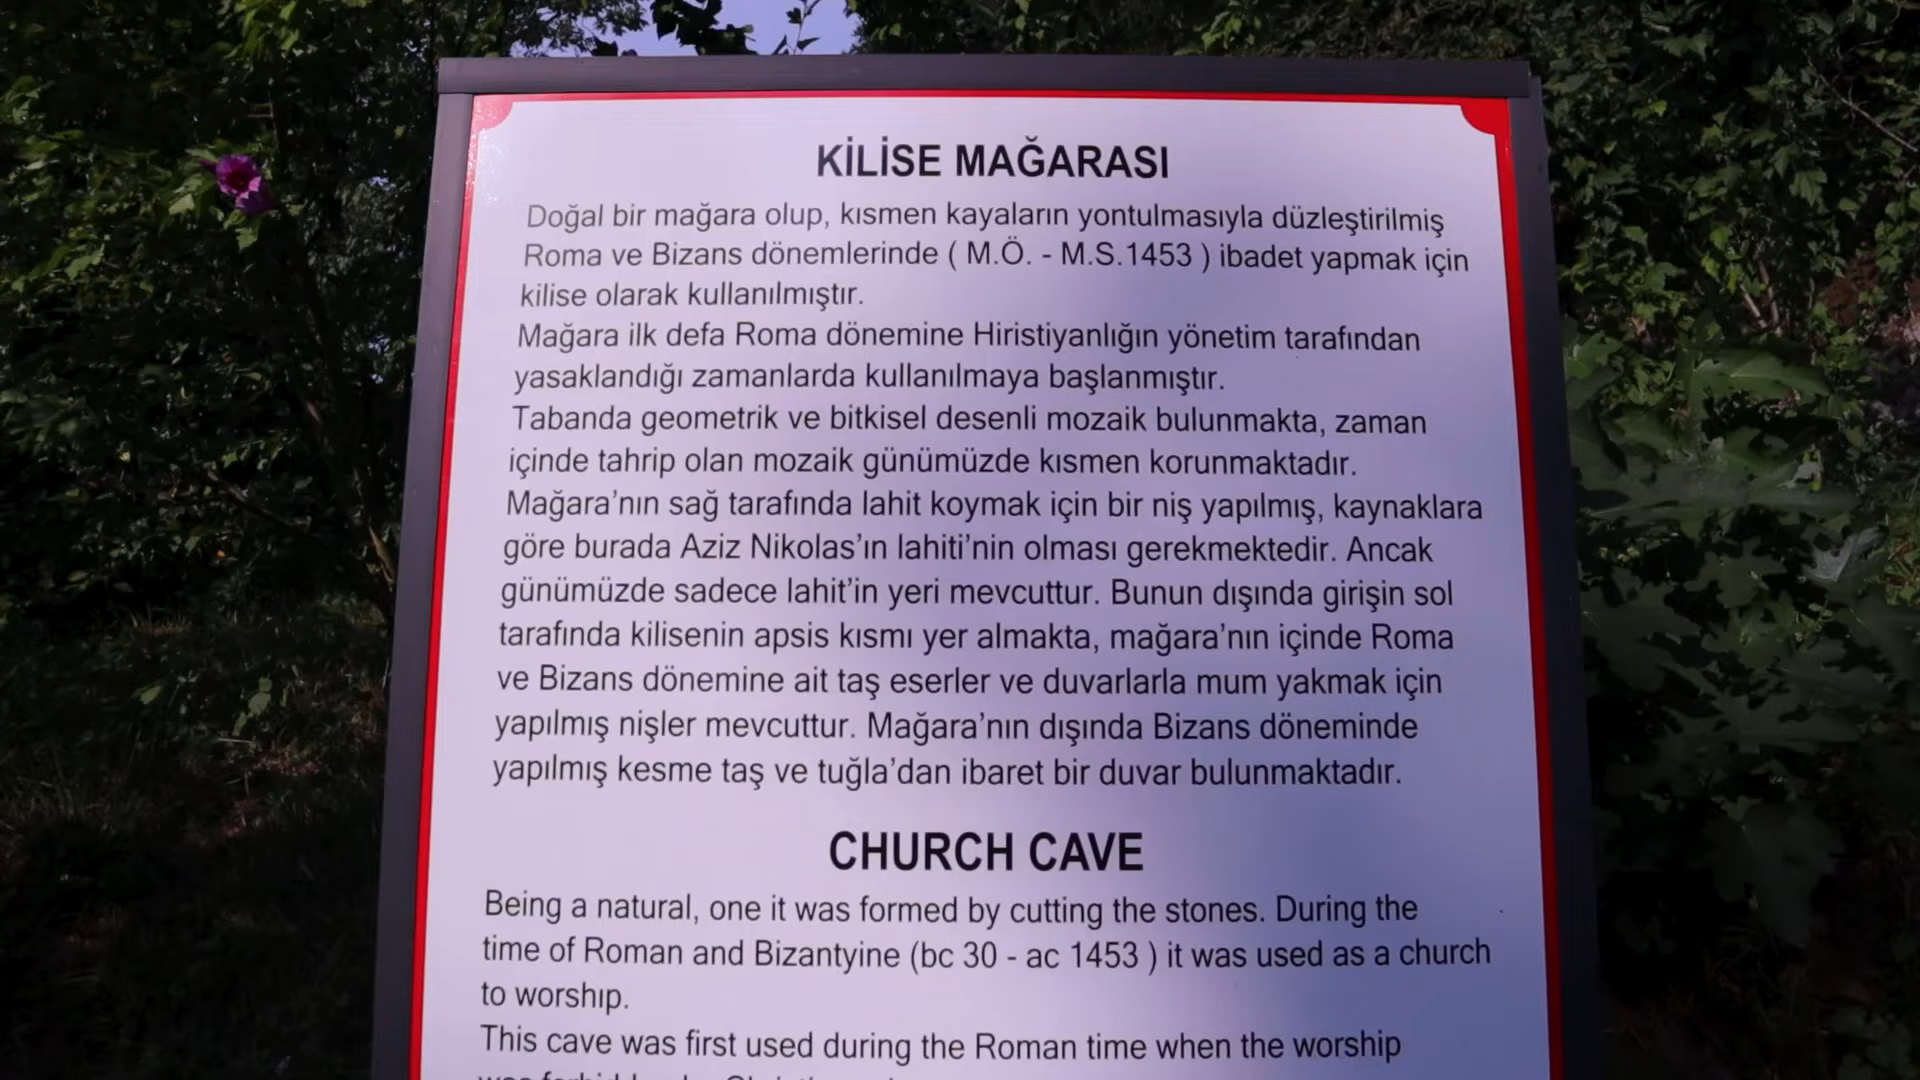 KİLİSE MAĞARASI
Doğal bir mağara olup, kısmen kayaların yontulmasıyla düzleştirilmiş
Roma ve Bizans dönemlerinde ( M.Ö. - M.S.1453 ) ibadet yapmak için
kilise olarak kullanılmıştır.
Mağara ilk defa Roma dönemine Hiristiyanlığın yönetim tarafından
yasaklandığı zamanlarda kullanılmaya başlanmıştır.
Tabanda geometrik ve bitkisel desenli mozaik bulunmakta, zaman
içinde tahrip olan mozaik günümüzde kısmen korunmaktadır.
Mağara’nın sağ tarafında lahit koymak için bir niş yapılmış, kaynaklara
göre burada Aziz Nikolas’ın lahiti’nin olması gerekmektedir. Ancak
günümüzde sadece lahit’in yeri mevcuttur. Bunun dışında girişin sol
tarafında kilisenin apsis kısmı yer almakta, mağara’nın içinde Roma
ve Bizans dönemine ait taş eserler ve duvarlarla mum yakmak için
yapılmış nişler mevcuttur. Mağara’nın dışında Bizans döneminde
yapılmış kesme taş ve tuğla’dan ibaret bir duvar bulunmaktadır.
CHURCH CAVE
Being a natural, one it was formed by cutting the stones. During the
time of Roman and Bizantyine (bc 30 - ac 1453 ) it was used as a church
to worshıp.
This cave was first used during the Roman time when the worship